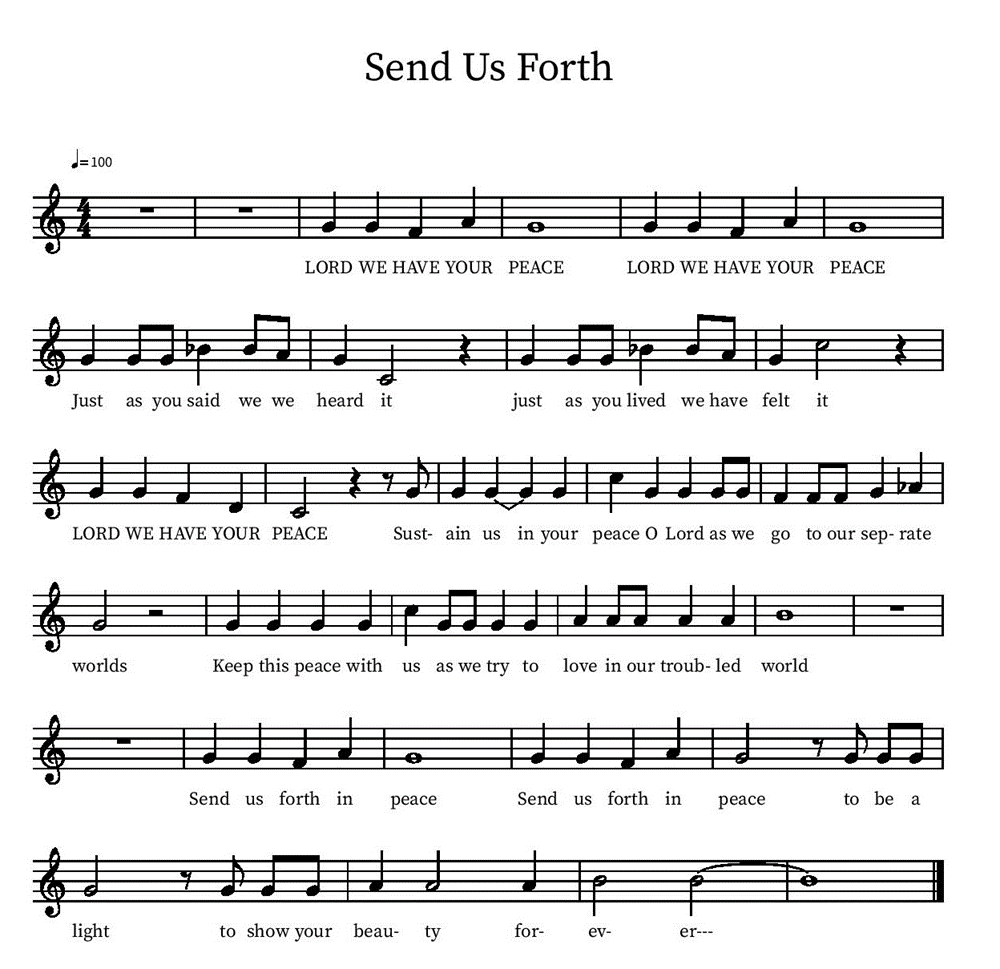 Send Us Forth
♩=100
LORD WE HAVE YOUR PEACE LORD WE HAVE YOUR PEACE
Just as you said we we heard it just as you lived we have felt it
LORD WE HAVE YOUR PEACE Sust- ain us in your peace O Lord as we go to our sep- rate
worlds Keep this peace with us as we try to love in our troub- led world
Send us forth in peace Send us forth in peace to be a
light to show your beau- ty for- ev- er---